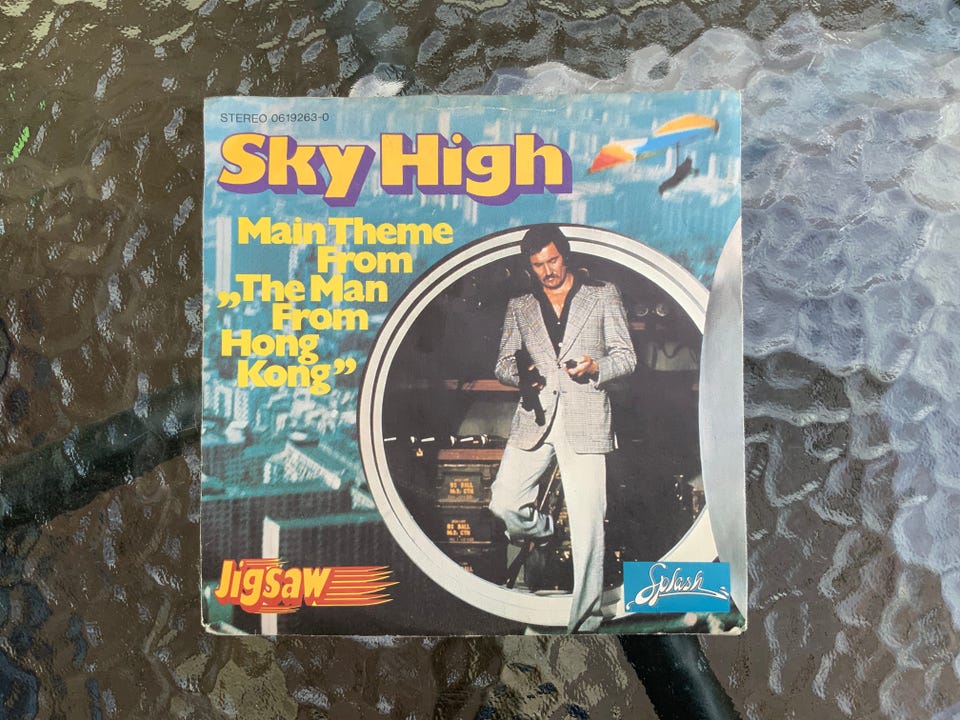 STEREO 0619263-0
Sky High
Main Theme
From
„The Man
From
Hong
Kong”
Jigsaw
Splash